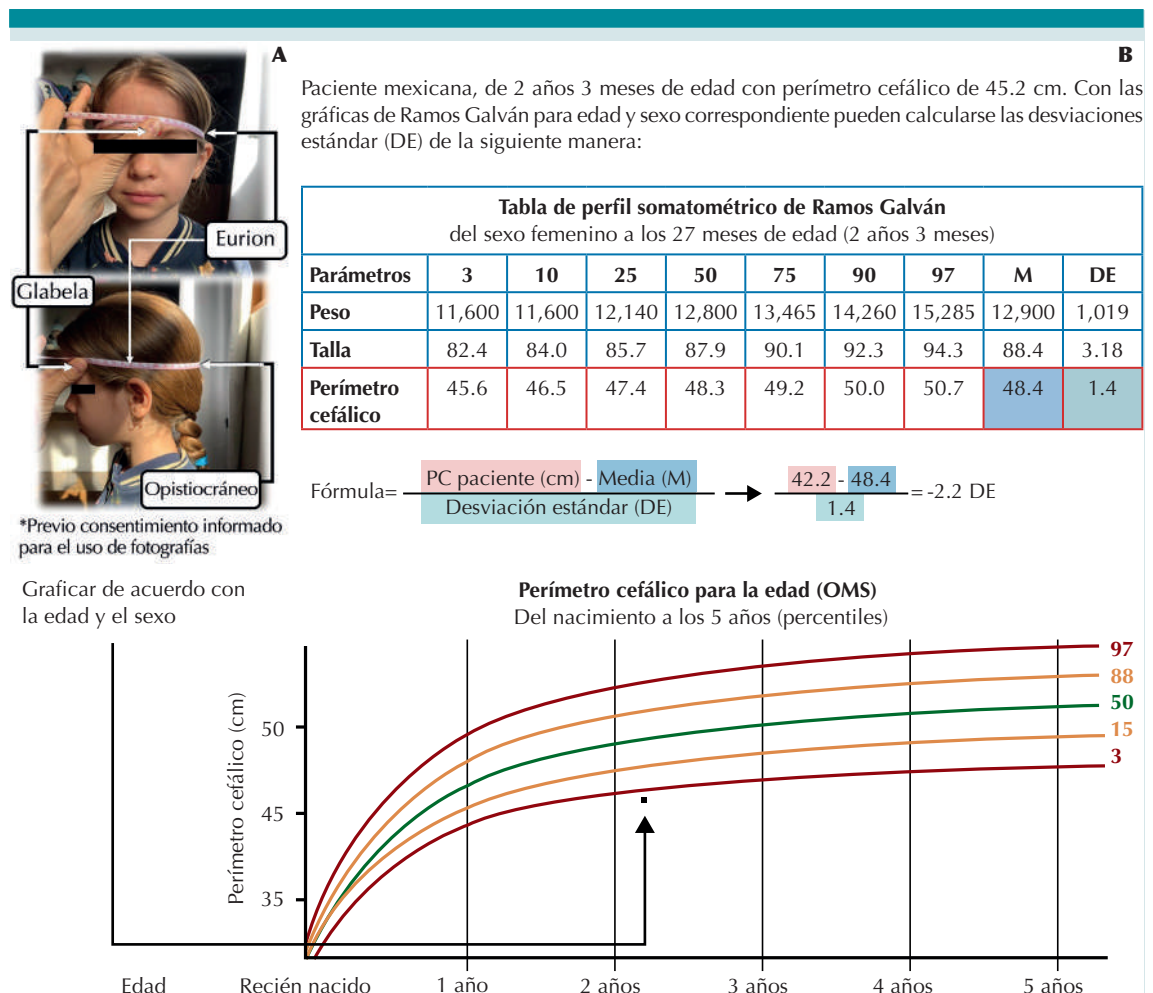 A
Eurion
Glabela
Opistiocráneo
*Previo consentimiento informado
para el uso de fotografías
B
Paciente mexicana, de 2 años 3 meses de edad con perímetro cefálico de 45.2 cm. Con las
gráficas de Ramos Galván para edad y sexo correspondiente pueden calcularse las desviaciones
estándar (DE) de la siguiente manera:
Tabla de perfil somatométrico de Ramos Galván
del sexo femenino a los 27 meses de edad (2 años 3 meses)
Parámetros 3 10 25 50 75 90 97 M DE
Peso 11,600 11,600 12,140 12,800 13,465 14,260 15,285 12,900 1,019
Talla 82.4 84.0 85.7 87.9 90.1 92.3 94.3 88.4 3.18
Perímetro 45.6 46.5 47.4 48.3 49.2 50.0 50.7 48.4 1.4
cefálico
PC paciente (cm) - Media (M) 42.2 - 48.4
Fórmula= = -2.2 DE
Desviación estándar (DE) 1.4
Graficar de acuerdo con
la edad y el sexo
Perímetro cefálico para la edad (OMS)
Del nacimiento a los 5 años (percentiles)
97
88
50
15
3
Perímetro cefálico (cm)
50
45
35
Edad Recién nacido 1 año 2 años 3 años 4 años 5 años